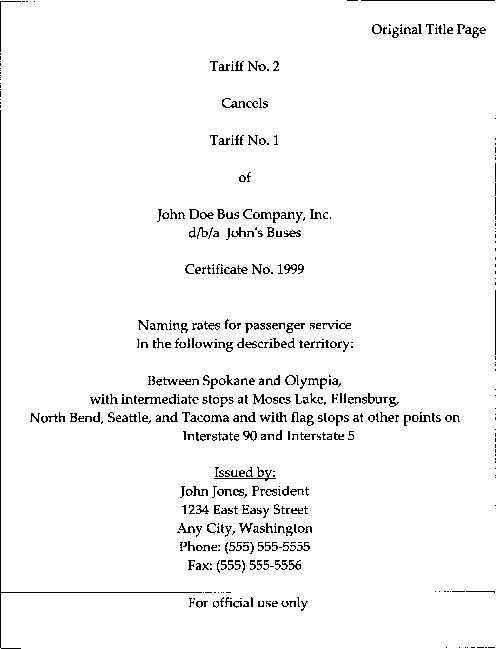 Original Title Page
Tariff No. 2
Cancels
Tariff No. 1
of
John Doe Bus Company, Inc.
d/b/a John's Buses
Certificate No. 1999
Naming rates for passenger service
In the following described territory:
Between Spokane and Olympia,
with intermediate stops at Moses Lake, Ellensburg,
North Bend, Seattle, and Tacoma and with flag stops at other points on
Interstate 90 and Interstate 5
Issued by:
John Jones, President
1234 East Easy Street
Any City, Washington
Phone: (555) 555-5555
Fax: (555) 555-5556
For official use only